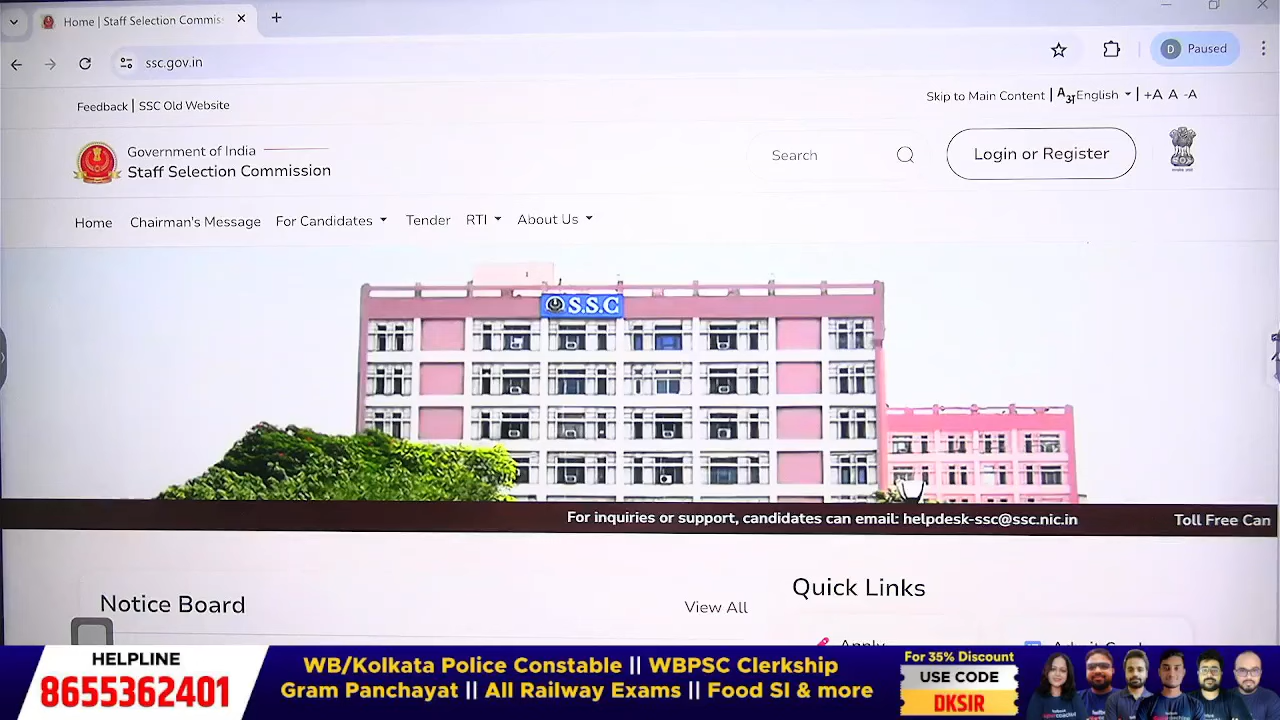 Home | Staff Selection Commis
ssc.gov.in
D Paused
Feedback | SSC Old Website
Skip to Main Content | A अ English | +A A -A
Government of India
Staff Selection Commission
Search
Login or Register
Home Chairman's Message For Candidates Tender RTI About Us
S.S.C
For inquiries or support, candidates can email: helpdesk-ssc@ssc.nic.in Toll Free Can
Quick Links
Notice Board
View All
Apply
HELPLINE
8655362401
WB/Kolkata Police Constable || WBPSC Clerkship
Gram Panchayat || All Railway Exams || Food SI & more
For 35% Discount
USE CODE
DKSIR